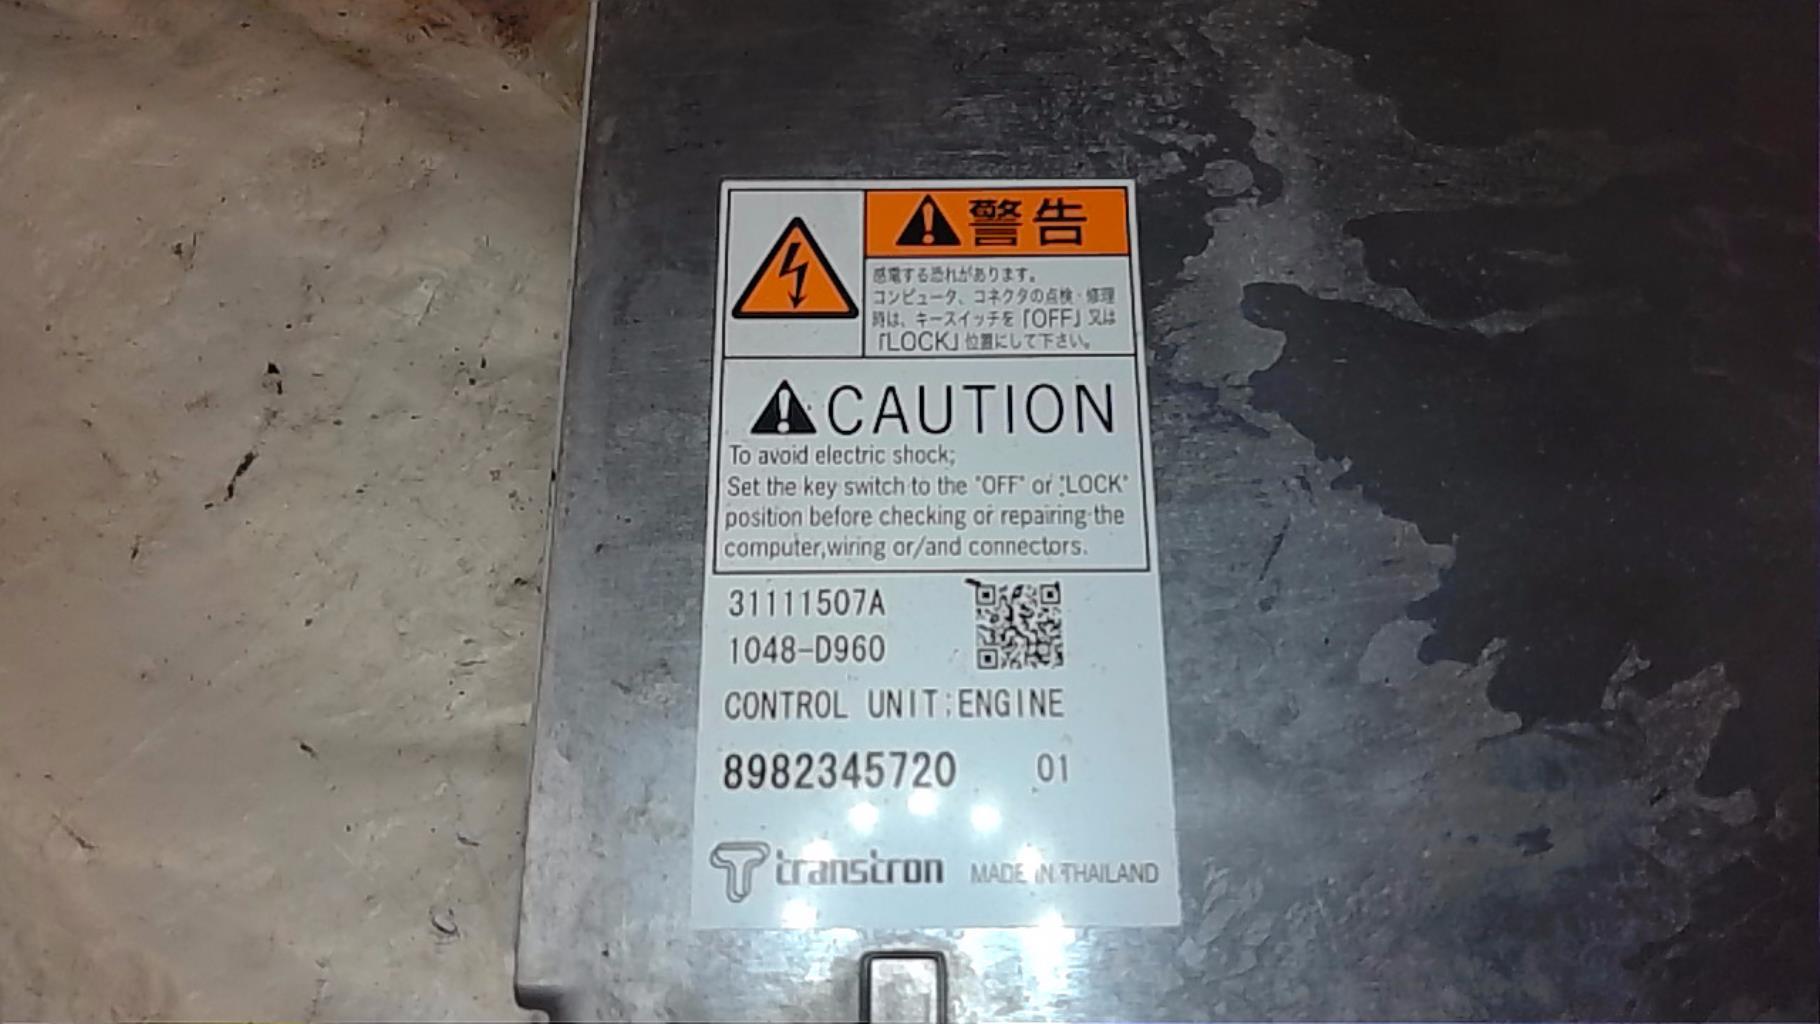 警告
感電する恐れがあります。
コンピュータ、コネクタの点検・修理
時は、キースイッチを「OFF」又は
「LOCK」位置にして下さい。
CAUTION
To avoid electric shock;
Set the key switch to the "OFF" or "LOCK"
position before checking or repairing the
computer,wiring or/and connectors.
31111507A
1048-D960
CONTROL UNIT;ENGINE
8982345720 01
transtron MADE IN THAILAND